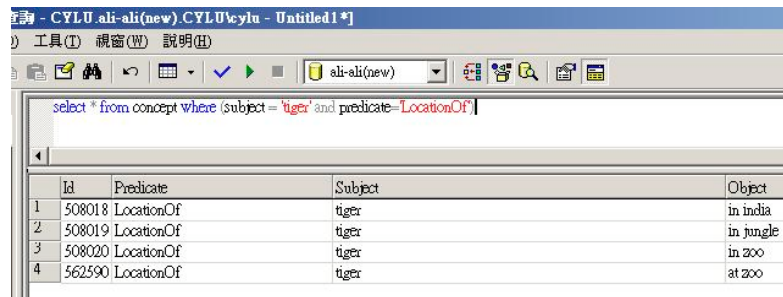 查詢 - CYLU.ali-ali(new).CYLU\cylu - Untitled1*]
) 工具(T) 視窗(W) 說明(H)
ali-ali(new)
select * from concept where (subject = 'tiger' and predicate='LocationOf')
Id Predicate Subject Object
1 508018 LocationOf tiger in india
2 508019 LocationOf tiger in jungle
3 508020 LocationOf tiger in zoo
4 562590 LocationOf tiger at zoo